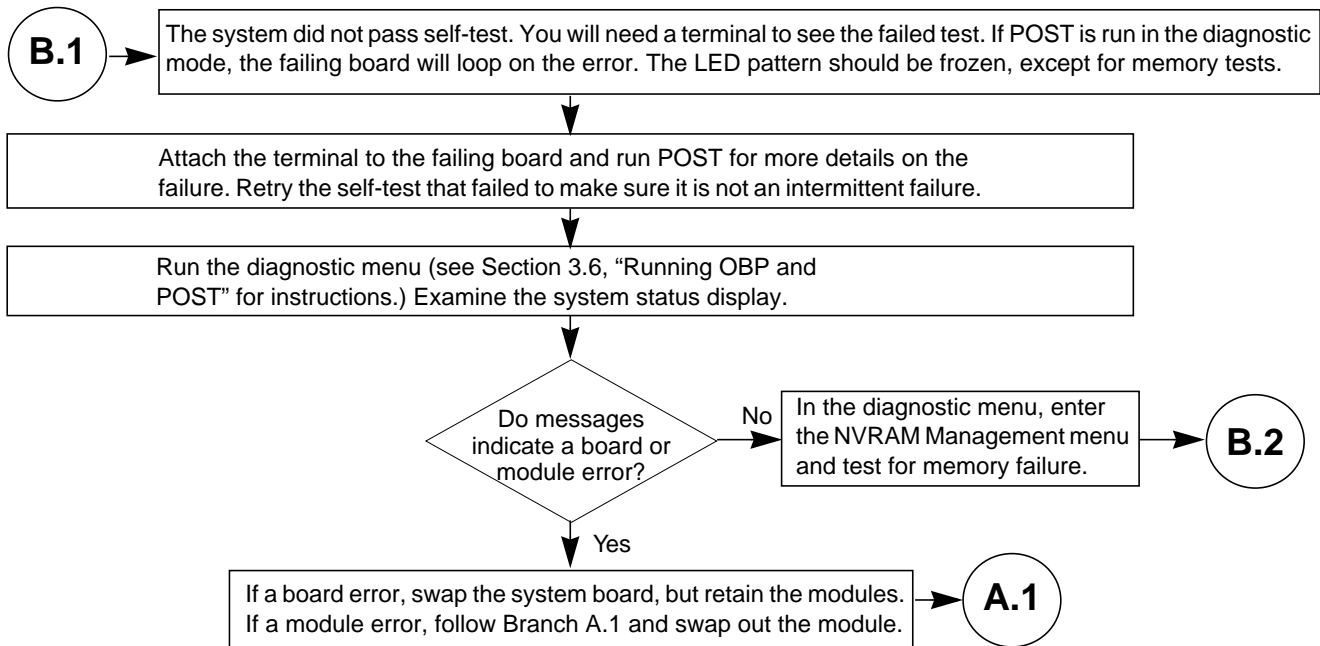 B.1
The system did not pass self-test. You will need a terminal to see the failed test. If POST is run in the diagnostic
mode, the failing board will loop on the error. The LED pattern should be frozen, except for memory tests.
Attach the terminal to the failing board and run POST for more details on the
failure. Retry the self-test that failed to make sure it is not an intermittent failure.
Run the diagnostic menu (see Section 3.6, “Running OBP and
POST” for instructions.) Examine the system status display.
Do messages
indicate a board or
module error?
No
In the diagnostic menu, enter
the NVRAM Management menu
and test for memory failure.
B.2
Yes
If a board error, swap the system board, but retain the modules.
If a module error, follow Branch A.1 and swap out the module.
A.1